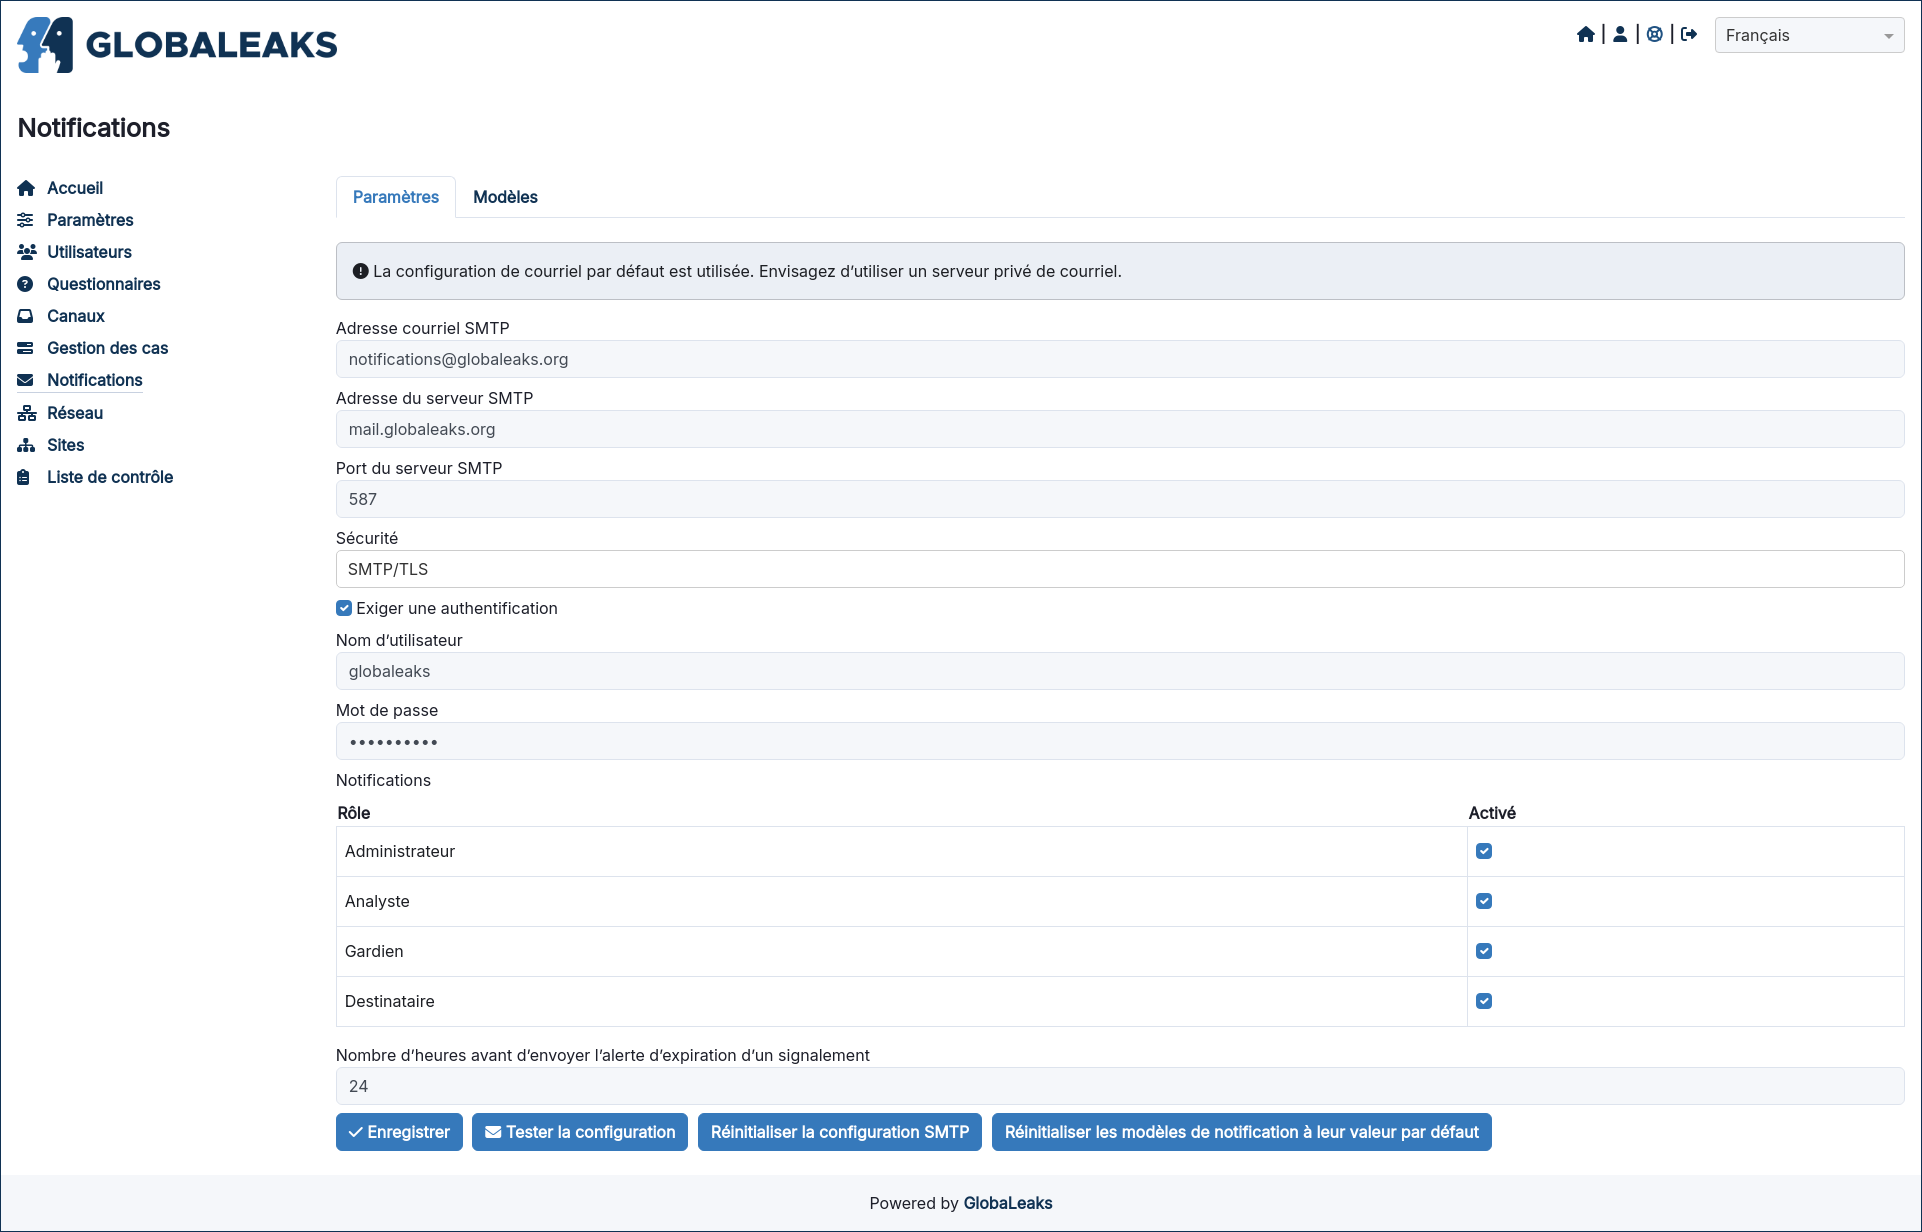 GLOBALEAKS
Français
Notifications
Accueil
Paramètres
Utilisateurs
Questionnaires
Canaux
Gestion des cas
Notifications
Réseau
Sites
Liste de contrôle
Paramètres
Modèles
La configuration de courriel par défaut est utilisée. Envisagez d’utiliser un serveur privé de courriel.
Adresse courriel SMTP
notifications@globaleaks.org
Adresse du serveur SMTP
mail.globaleaks.org
Port du serveur SMTP
587
Sécurité
SMTP/TLS
Exiger une authentification
Nom d’utilisateur
globaleaks
Mot de passe
••••••••••
Notifications
Rôle Activé
Administrateur
Analyste
Gardien
Destinataire
Nombre d’heures avant d’envoyer l’alerte d’expiration d’un signalement
24
Enregistrer Tester la configuration Réinitialiser la configuration SMTP Réinitialiser les modèles de notification à leur valeur par défaut
Powered by GlobaLeaks